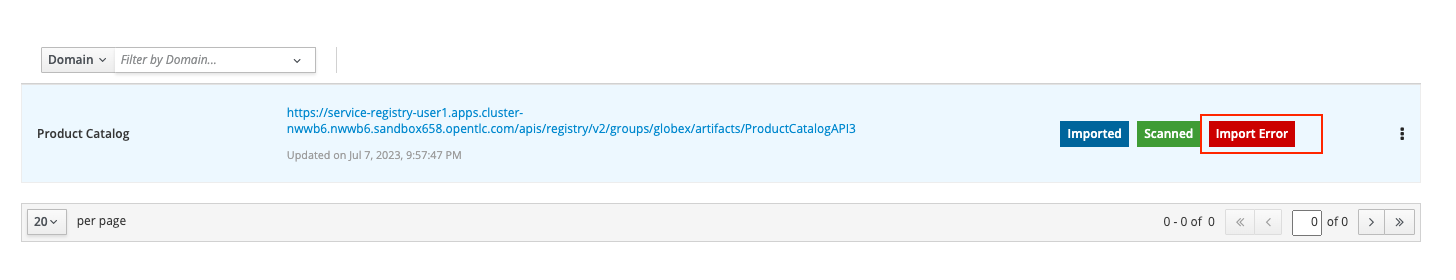 Domain Filter by Domain...
Product Catalog
https://service-registry-user1.apps.cluster-
nwwb6.nwwb6.sandbox658.opentlc.com/apis/registry/v2/groups/globex/artifacts/ProductCatalogAPI3
Updated on Jul 7, 2023, 9:57:47 PM
Imported Scanned Import Error
20 per page 0 - 0 of 0 0 of 0